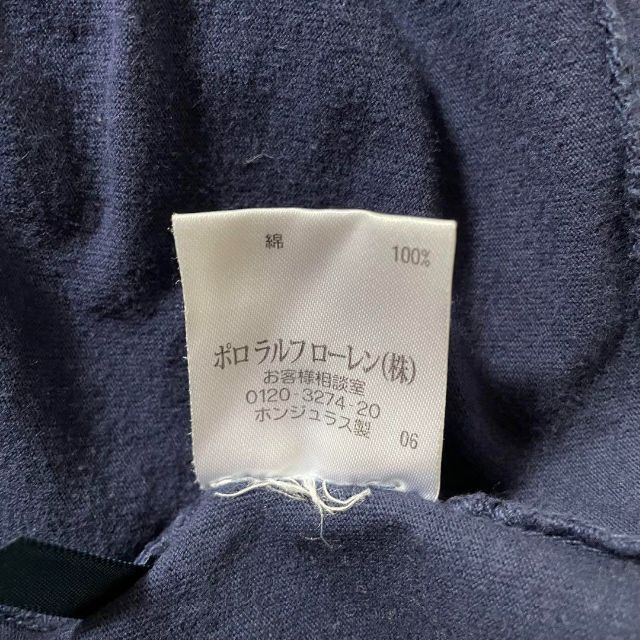 綿 100%
ポロ ラルフ ローレン(株)
お客様相談室
0120-3274-20
ホンジュラス製
06